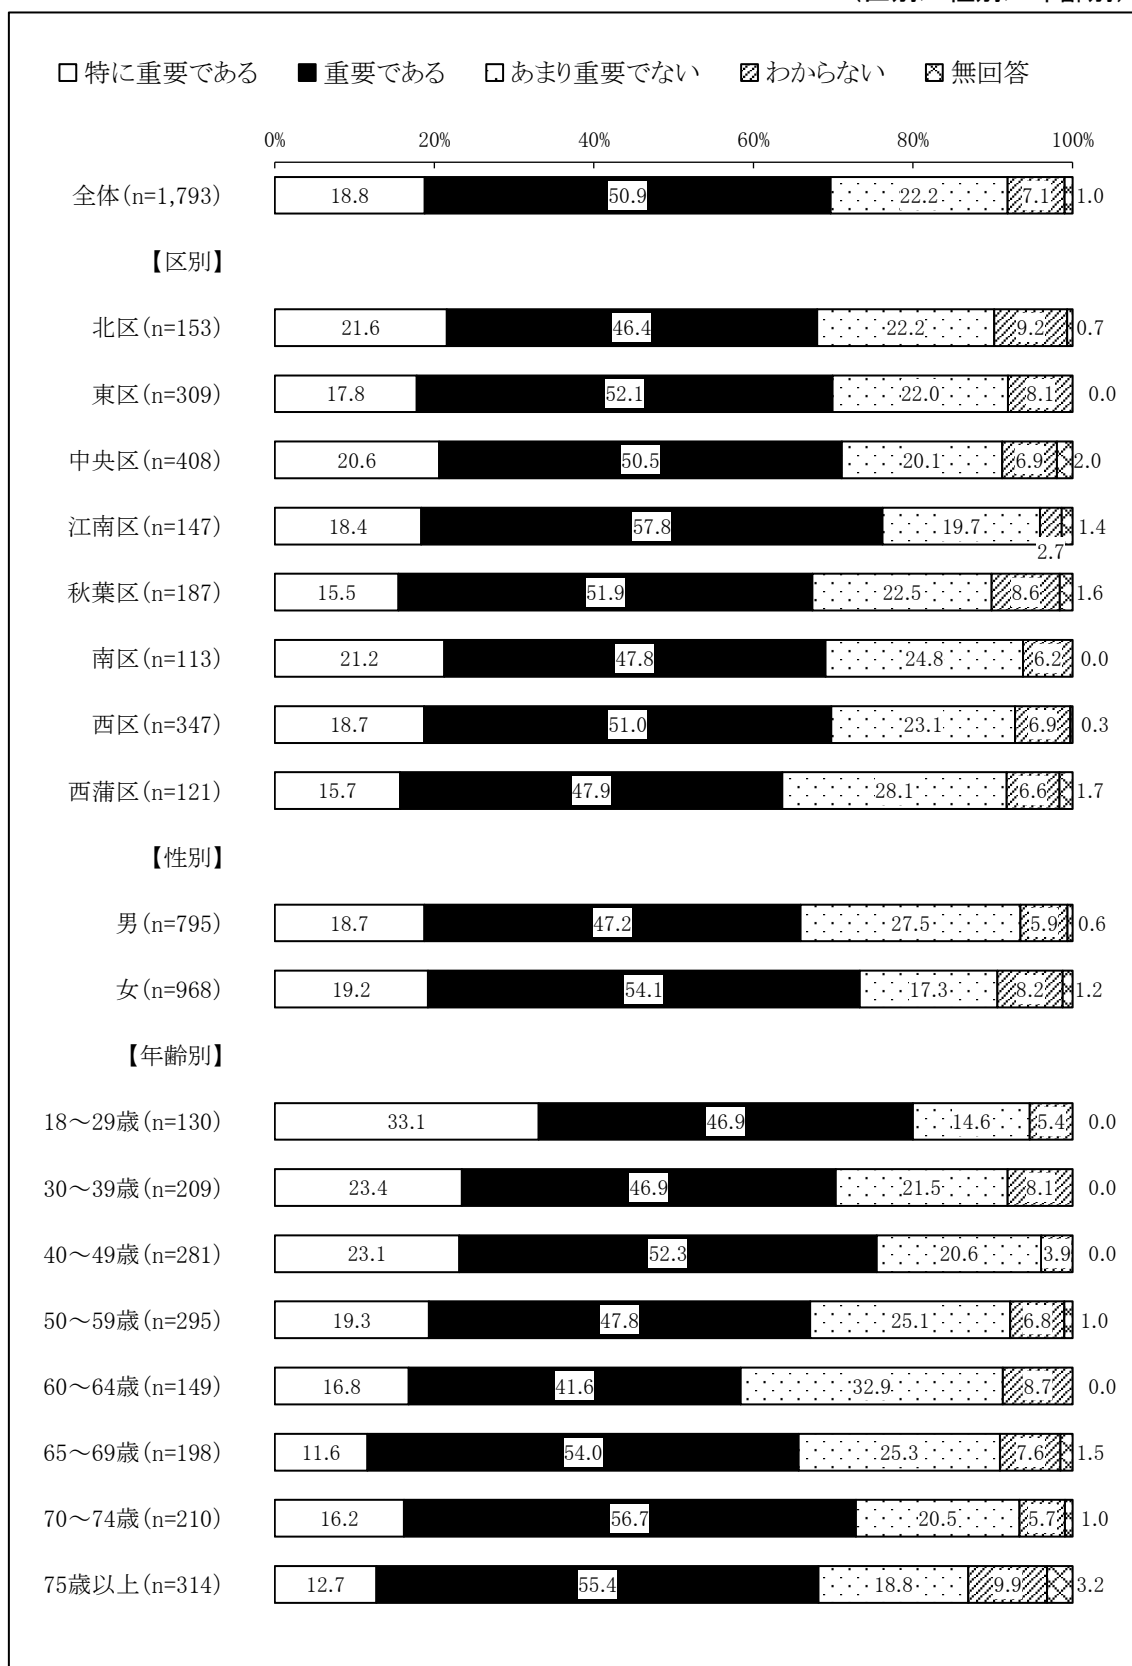 □特に重要である ■重要である □あまり重要でない ▨わからない ▨無回答
0% 20% 40% 60% 80% 100%
全体(n=1,793) 18.8 50.9 22.2 7.1 1.0
【区別】
北区(n=153) 21.6 46.4 22.2 9.2 0.7
東区(n=309) 17.8 52.1 22.0 8.1 0.0
中央区(n=408) 20.6 50.5 20.1 6.9 2.0
江南区(n=147) 18.4 57.8 19.7 2.7 1.4
秋葉区(n=187) 15.5 51.9 22.5 8.6 1.6
南区(n=113) 21.2 47.8 24.8 6.2 0.0
西区(n=347) 18.7 51.0 23.1 6.9 0.3
西蒲区(n=121) 15.7 47.9 28.1 6.6 1.7
【性別】
男(n=795) 18.7 47.2 27.5 5.9 0.6
女(n=968) 19.2 54.1 17.3 8.2 1.2
【年齢別】
18～29歳(n=130) 33.1 46.9 14.6 5.4 0.0
30～39歳(n=209) 23.4 46.9 21.5 8.1 0.0
40～49歳(n=281) 23.1 52.3 20.6 3.9 0.0
50～59歳(n=295) 19.3 47.8 25.1 6.8 1.0
60～64歳(n=149) 16.8 41.6 32.9 8.7 0.0
65～69歳(n=198) 11.6 54.0 25.3 7.6 1.5
70～74歳(n=210) 16.2 56.7 20.5 5.7 1.0
75歳以上(n=314) 12.7 55.4 18.8 9.9 3.2